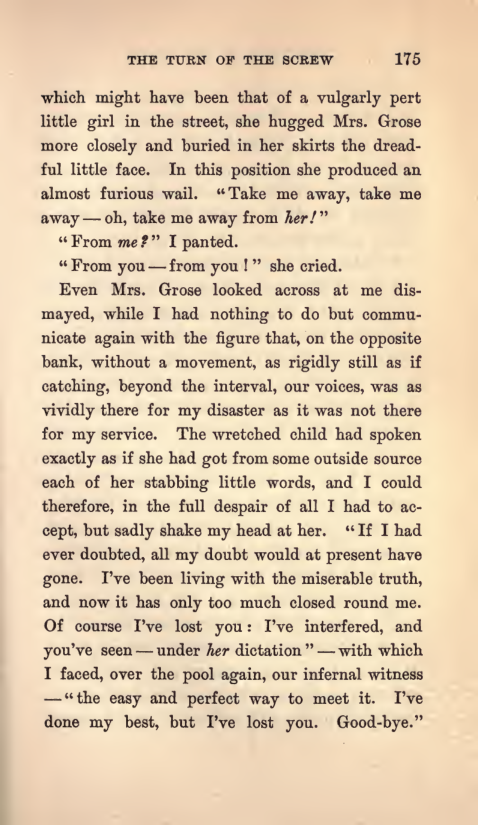 THE TURN OF THE SCREW 175
which might have been that of a vulgarly pert
little girl in the street, she hugged Mrs. Grose
more closely and buried in her skirts the dread-
ful little face. In this position she produced an
almost furious wail. "Take me away, take me
away — oh, take me away from her!"
"From me?" I panted.
"From you — from you!" she cried.
Even Mrs. Grose looked across at me dis-
mayed, while I had nothing to do but commu-
nicate again with the figure that, on the opposite
bank, without a movement, as rigidly still as if
catching, beyond the interval, our voices, was as
vividly there for my disaster as it was not there
for my service. The wretched child had spoken
exactly as if she had got from some outside source
each of her stabbing little words, and I could
therefore, in the full despair of all I had to ac-
cept, but sadly shake my head at her. "If I had
ever doubted, all my doubt would at present have
gone. I've been living with the miserable truth,
and now it has only too much closed round me.
Of course I've lost you: I've interfered, and
you've seen — under her dictation" — with which
I faced, over the pool again, our infernal witness
— "the easy and perfect way to meet it. I've
done my best, but I've lost you. Good-bye."